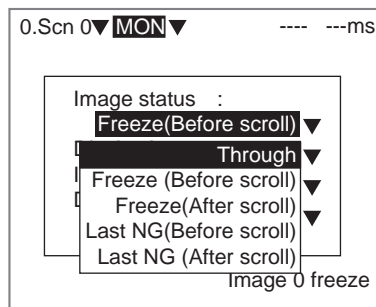 0.Scn 0▼ MON▼ ---- ---ms
Image status :
Freeze(Before scroll) ▼
Through ▼
Freeze (Before scroll) ▼
Freeze(After scroll) ▼
Last NG(Before scroll)
Last NG (After scroll)
Image 0 freeze